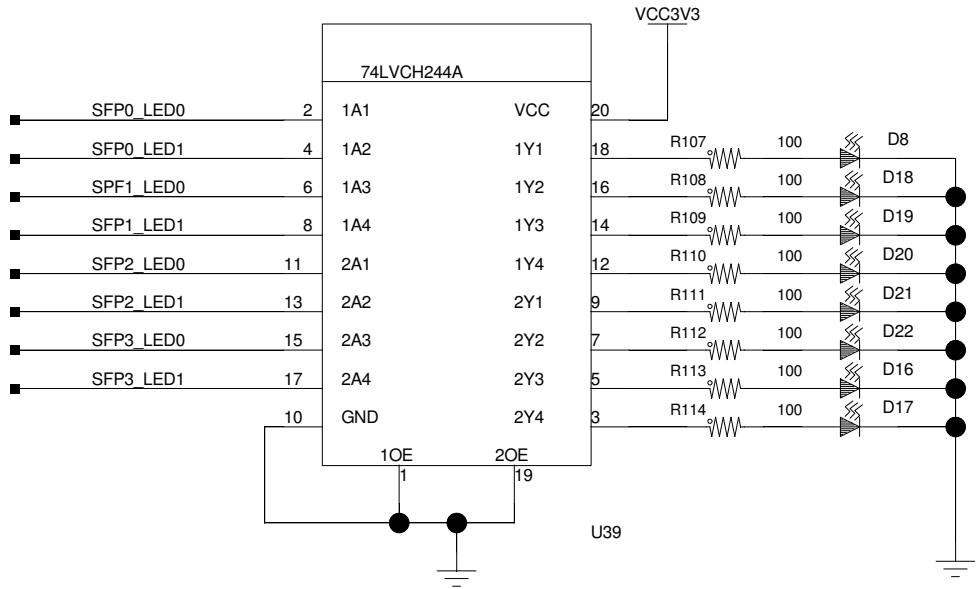 VCC3V3
74LVCH244A
SFP0_LED0 2 1A1 VCC 20
SFP0_LED1 4 1A2 1Y1 18 R107 100 D8
SPF1_LED0 6 1A3 1Y2 16 R108 100 D18
SFP1_LED1 8 1A4 1Y3 14 R109 100 D19
SFP2_LED0 11 2A1 1Y4 12 R110 100 D20
SFP2_LED1 13 2A2 2Y1 9 R111 100 D21
SFP3_LED0 15 2A3 2Y2 7 R112 100 D22
SFP3_LED1 17 2A4 2Y3 5 R113 100 D16
10 GND 2Y4 3 R114 100 D17
1OE 2OE
1 19
U39